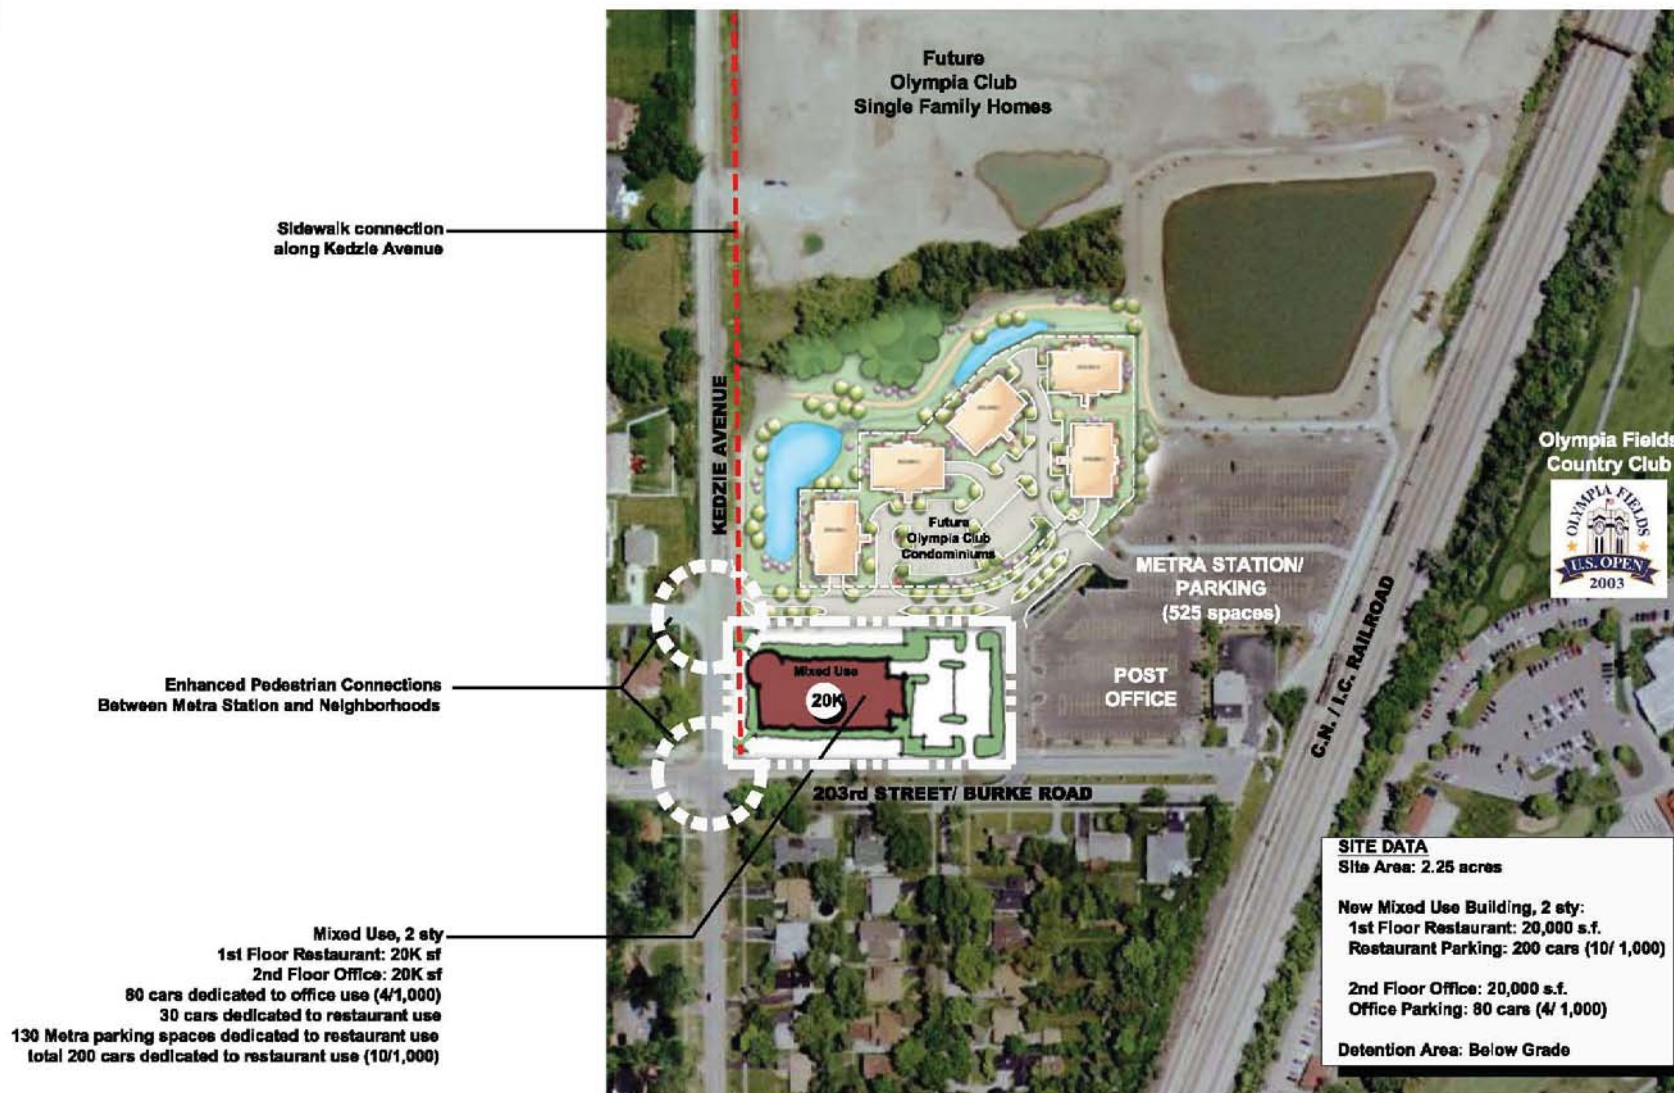 Future
Olympia Club
Single Family Homes
Sidewalk connection
along Kedzie Avenue
KEDZIE AVENUE
Olympia Fields
Country Club
OLYMPIA FIELDS
U.S. OPEN
2003
Future
Olympia Club
Condominiums
METRA STATION/
PARKING
(525 spaces)
C.N. / I.C. RAILROAD
Enhanced Pedestrian Connections
Between Metra Station and Neighborhoods
Mixed Use
20K
POST
OFFICE
203rd STREET/ BURKE ROAD
Mixed Use, 2 sty
1st Floor Restaurant: 20K sf
2nd Floor Office: 20K sf
80 cars dedicated to office use (4/1,000)
30 cars dedicated to restaurant use
130 Metra parking spaces dedicated to restaurant use
total 200 cars dedicated to restaurant use (10/1,000)
SITE DATA
Site Area: 2.25 acres
New Mixed Use Building, 2 sty:
1st Floor Restaurant: 20,000 s.f.
Restaurant Parking: 200 cars (10/ 1,000)
2nd Floor Office: 20,000 s.f.
Office Parking: 80 cars (4/ 1,000)
Detention Area: Below Grade